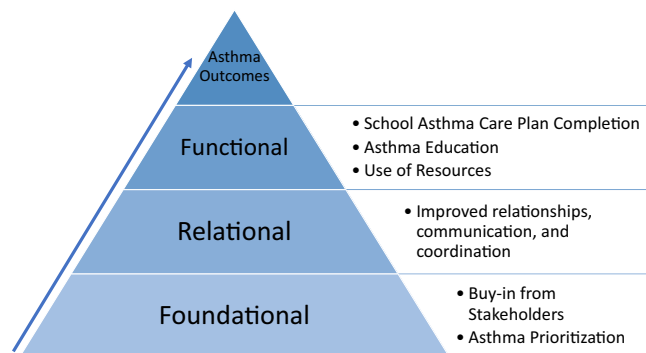 Asthma
Outcomes
Functional
• School Asthma Care Plan Completion
• Asthma Education
• Use of Resources
Relational
• Improved relationships,
communication, and
coordination
Foundational
• Buy-in from
Stakeholders
• Asthma Prioritization